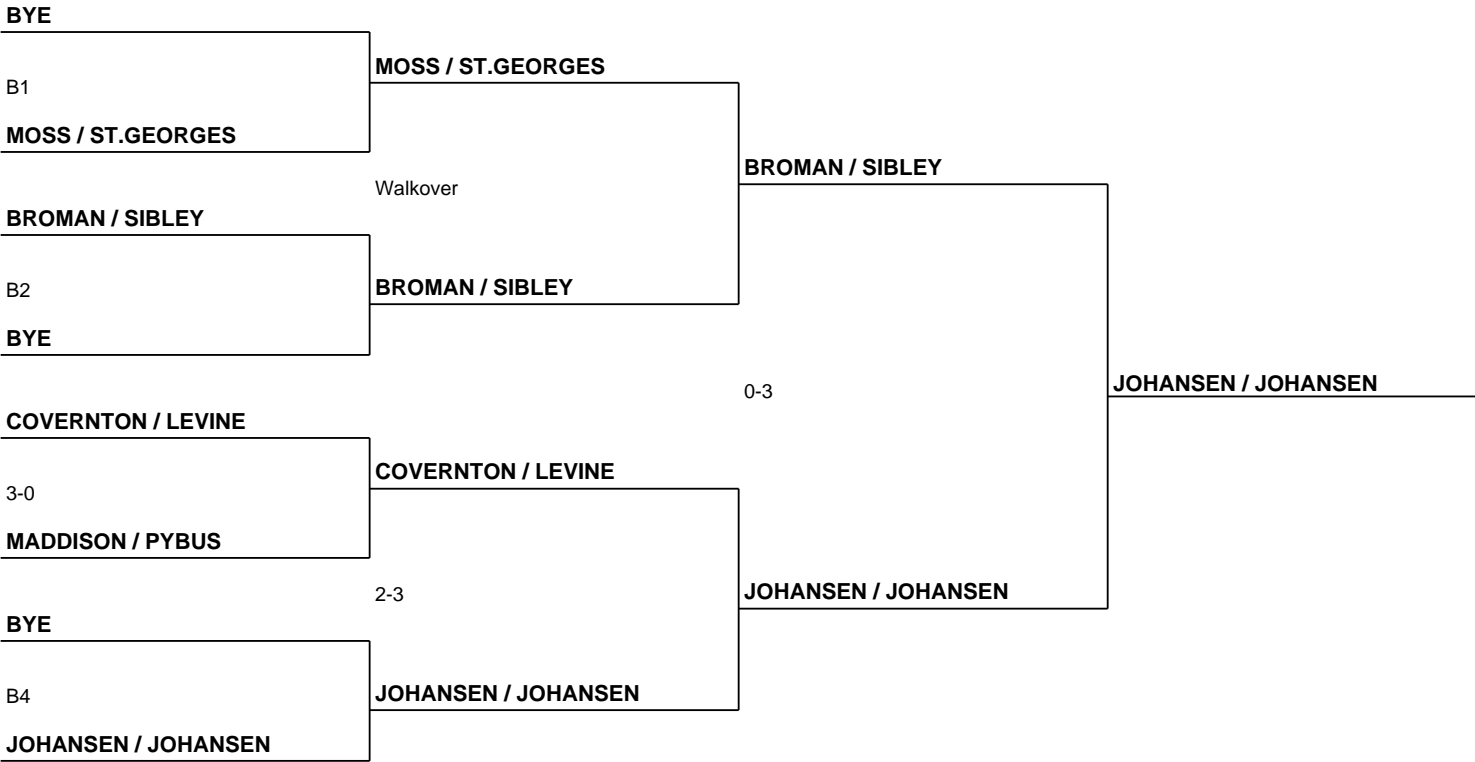 BYE
B1
MOSS / ST.GEORGES
BROMAN / SIBLEY
B2
BYE
COVERNTON / LEVINE
3-0
MADDISON / PYBUS
BYE
B4
JOHANSEN / JOHANSEN
MOSS / ST.GEORGES
Walkover
BROMAN / SIBLEY
COVERNTON / LEVINE
2-3
JOHANSEN / JOHANSEN
BROMAN / SIBLEY
0-3
JOHANSEN / JOHANSEN
JOHANSEN / JOHANSEN